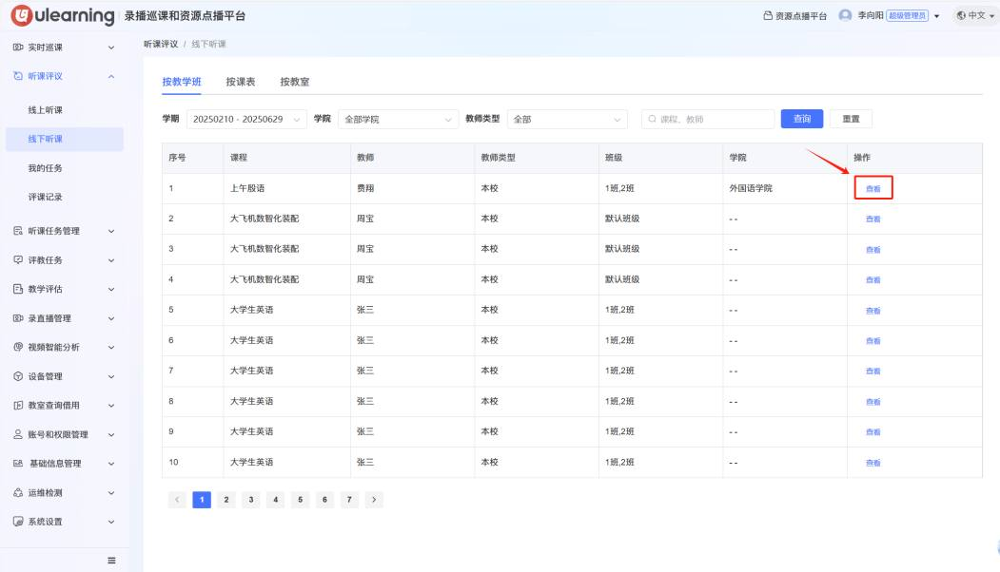 ulearning 录播巡课和资源点播平台
资源点播平台 李向阳 超级管理员 中文
实时巡课
听课评议
线上听课
线下听课
我的任务
评课记录
听课任务管理
评教任务
教学评估
录直播管理
视频智能分析
设备管理
教室查询借用
账号和权限管理
基础信息管理
运维检测
系统设置
听课评议 / 线下听课
按教学班 按课表 按教室
学期 20250210 - 20250629 学院 全部学院 教师类型 全部 课程、教师 查询 重置
序号 课程 教师 教师类型 班级 学院 操作
1 上午殷语 费翔 本校 1班,2班 外国语学院 查看
2 大飞机数智化装配 周宝 本校 默认班级 - - 查看
3 大飞机数智化装配 周宝 本校 默认班级 - - 查看
4 大飞机数智化装配 周宝 本校 默认班级 - - 查看
5 大学生英语 张三 本校 1班,2班 - - 查看
6 大学生英语 张三 本校 1班,2班 - - 查看
7 大学生英语 张三 本校 1班,2班 - - 查看
8 大学生英语 张三 本校 1班,2班 - - 查看
9 大学生英语 张三 本校 1班,2班 - - 查看
10 大学生英语 张三 本校 1班,2班 - - 查看
< 1 2 3 4 5 6 7 >